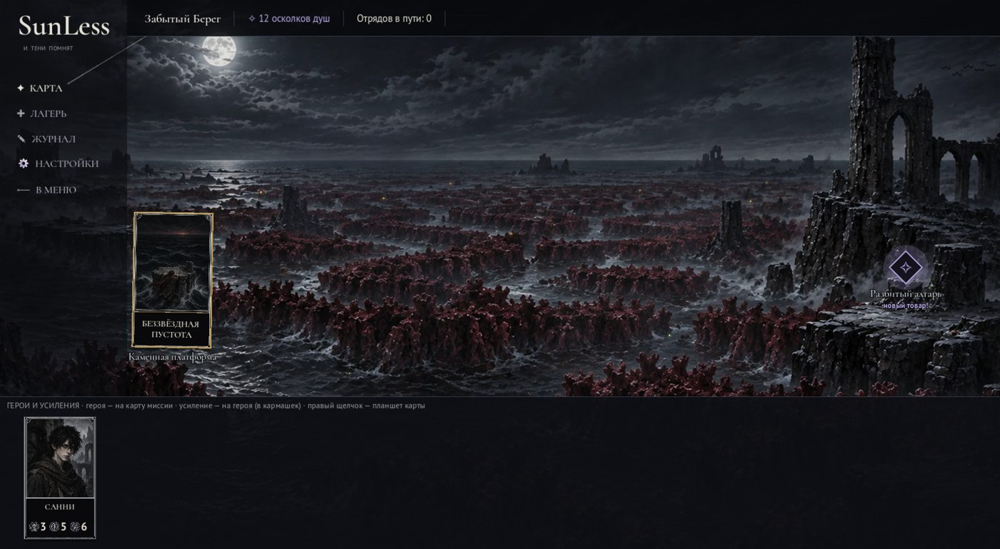 SunLess
И ТЕНИ ПОМНЯТ
Забытый Берег
✧ 12 осколков душ
Отрядов в пути: 0
КАРТА
ЛАГЕРЬ
ЖУРНАЛ
НАСТРОЙКИ
В МЕНЮ
БЕЗЗВЁЗДНАЯ
ПУСТОТА
Каменная платформа
Разбитый алтарь
новый товар!
ГЕРОИ И УСИЛЕНИЯ · героя — на карту миссии · усиление — на героя (в кармашек) · правый щелчок — планшет карты
САННИ
3 5 6